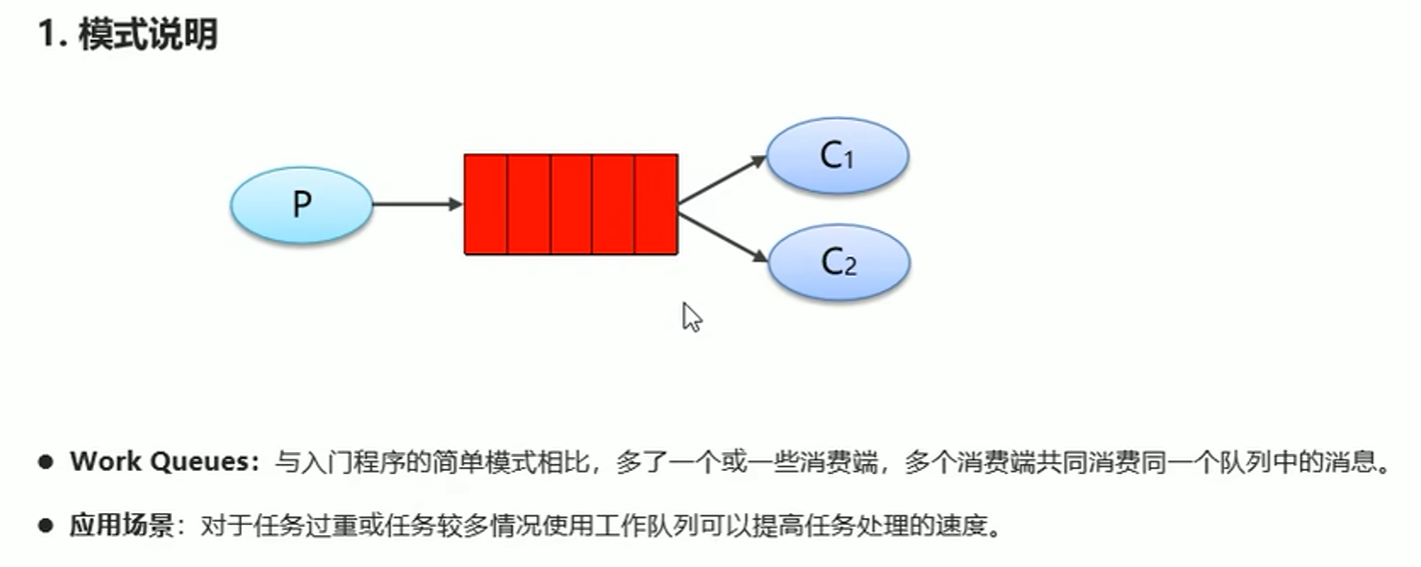 1. 模式说明
P
C1
C2
● Work Queues：与入门程序的简单模式相比，多了一个或一些消费端，多个消费端共同消费同一个队列中的消息。
● 应用场景：对于任务过重或任务较多情况使用工作队列可以提高任务处理的速度。